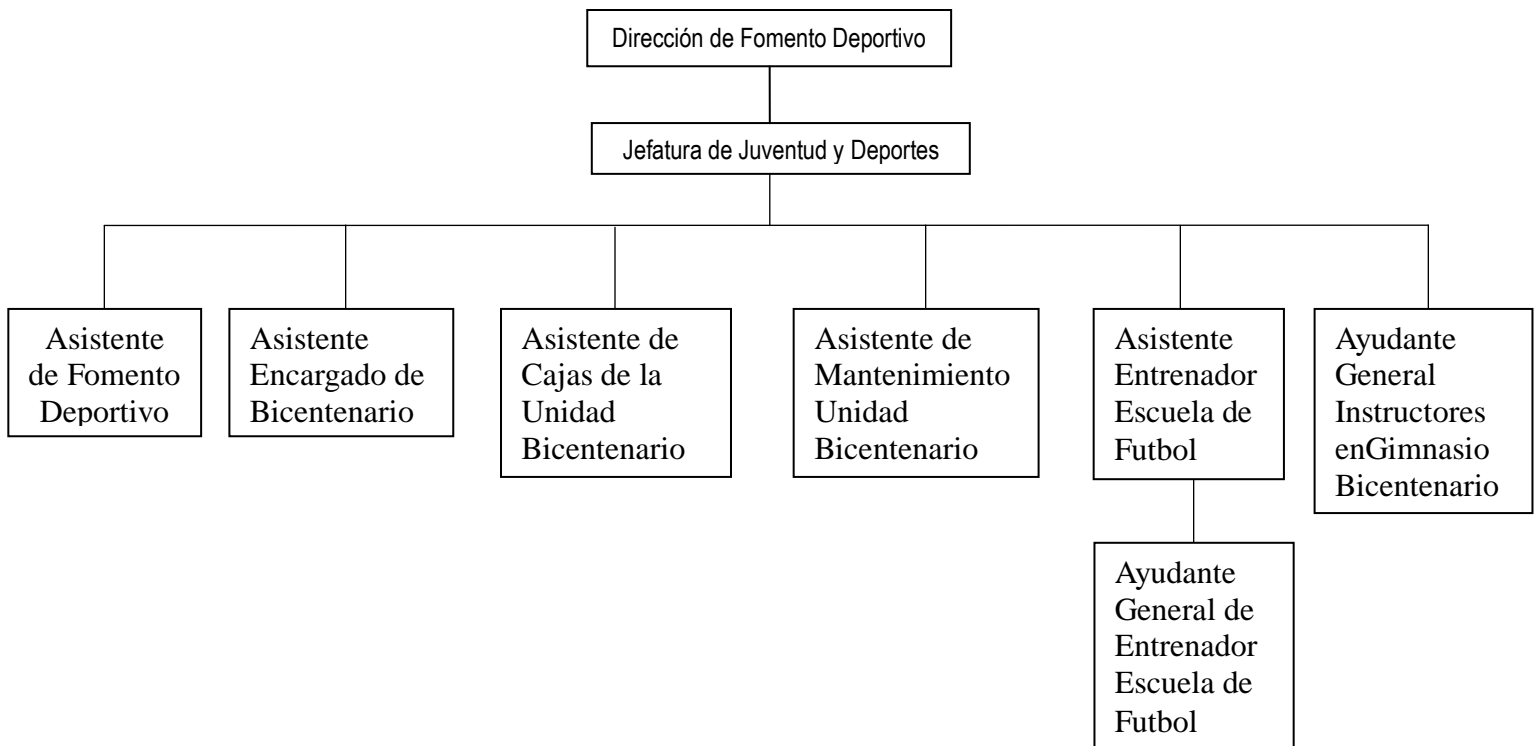 Dirección de Fomento Deportivo
Jefatura de Juventud y Deportes
Asistente
de Fomento
Deportivo
Asistente
Encargado de
Bicentenario
Asistente de
Cajas de la
Unidad
Bicentenario
Asistente de
Mantenimiento
Unidad
Bicentenario
Asistente
Entrenador
Escuela de
Futbol
Ayudante
General
Instructores
enGimnasio
Bicentenario
Ayudante
General de
Entrenador
Escuela de
Futbol